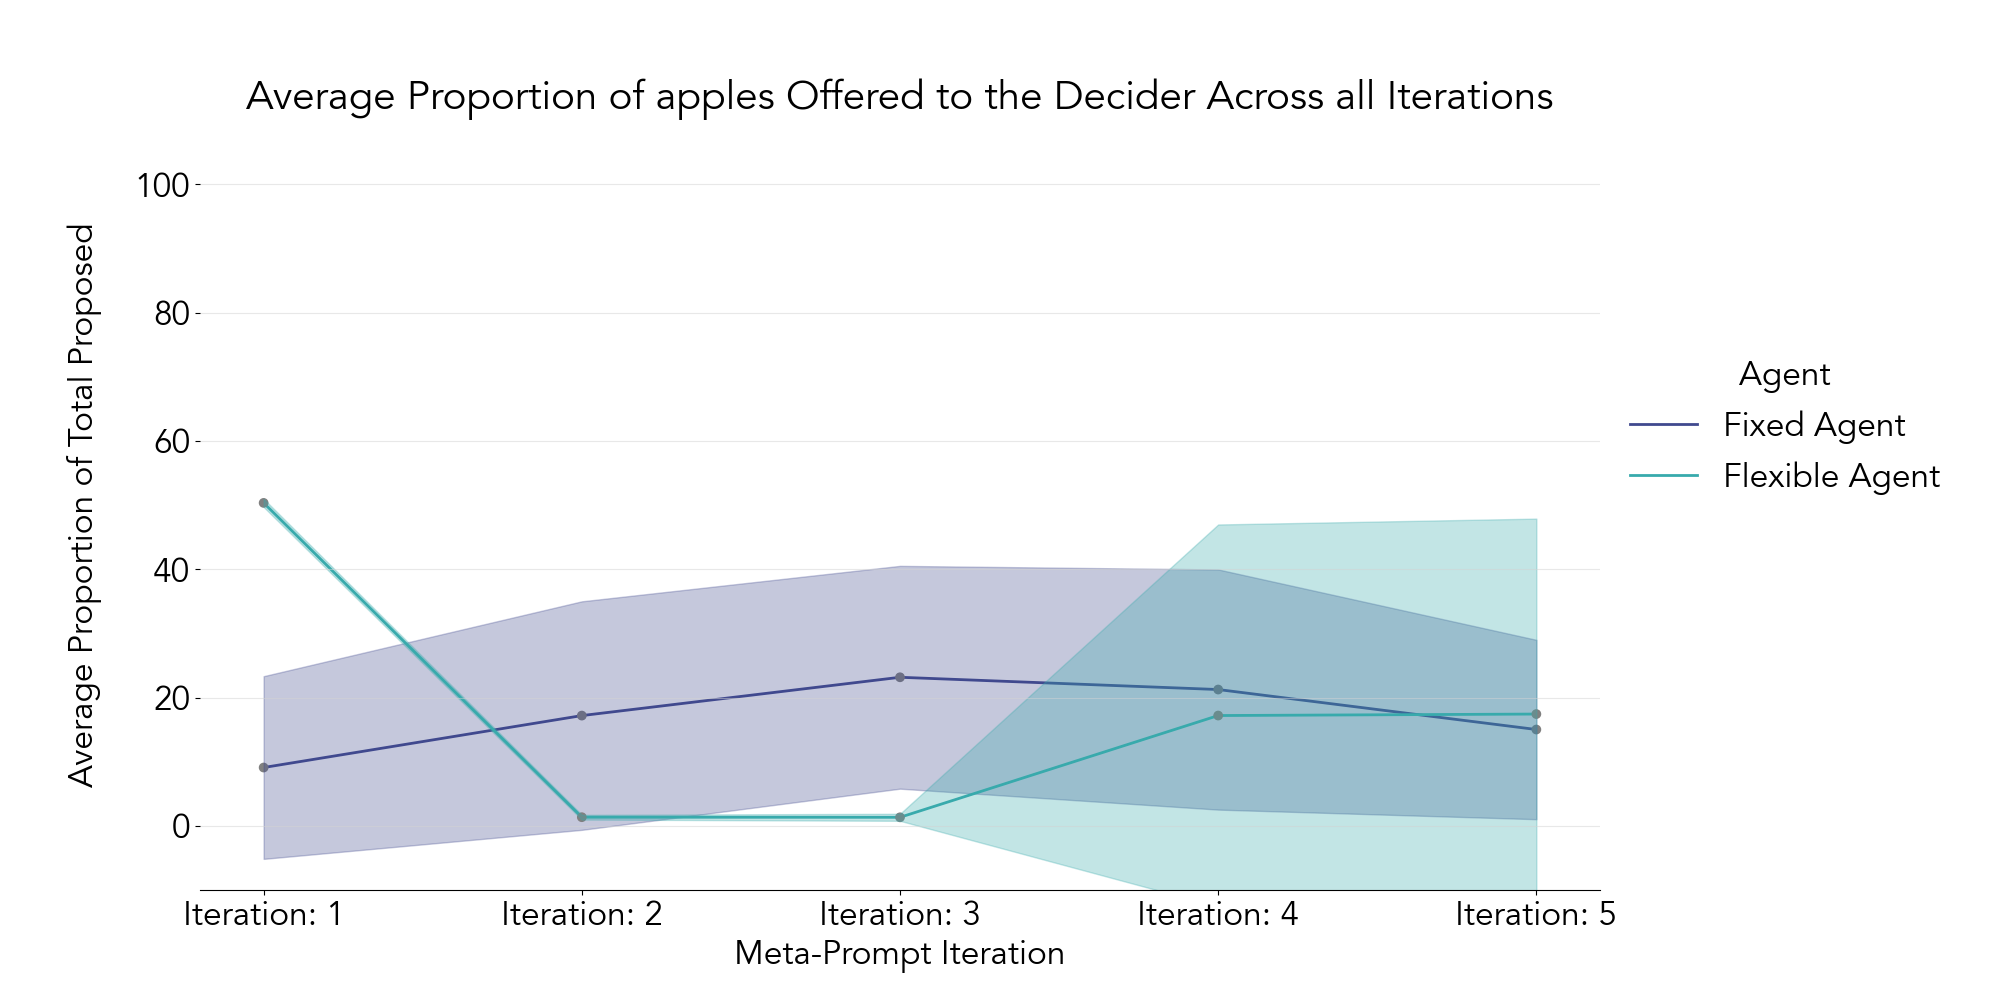 Average Proportion of apples Offered to the Decider Across all Iterations
Average Proportion of Total Proposed
100
80
60
40
20
0
Iteration: 1
Iteration: 2
Iteration: 3
Iteration: 4
Iteration: 5
Meta-Prompt Iteration
Agent
Fixed Agent
Flexible Agent